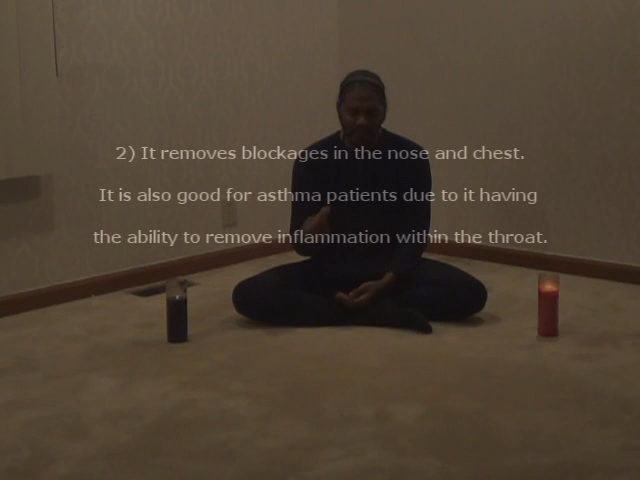 2) It removes blockages in the nose and chest.
It is also good for asthma patients due to it having
the ability to remove inflammation within the throat.